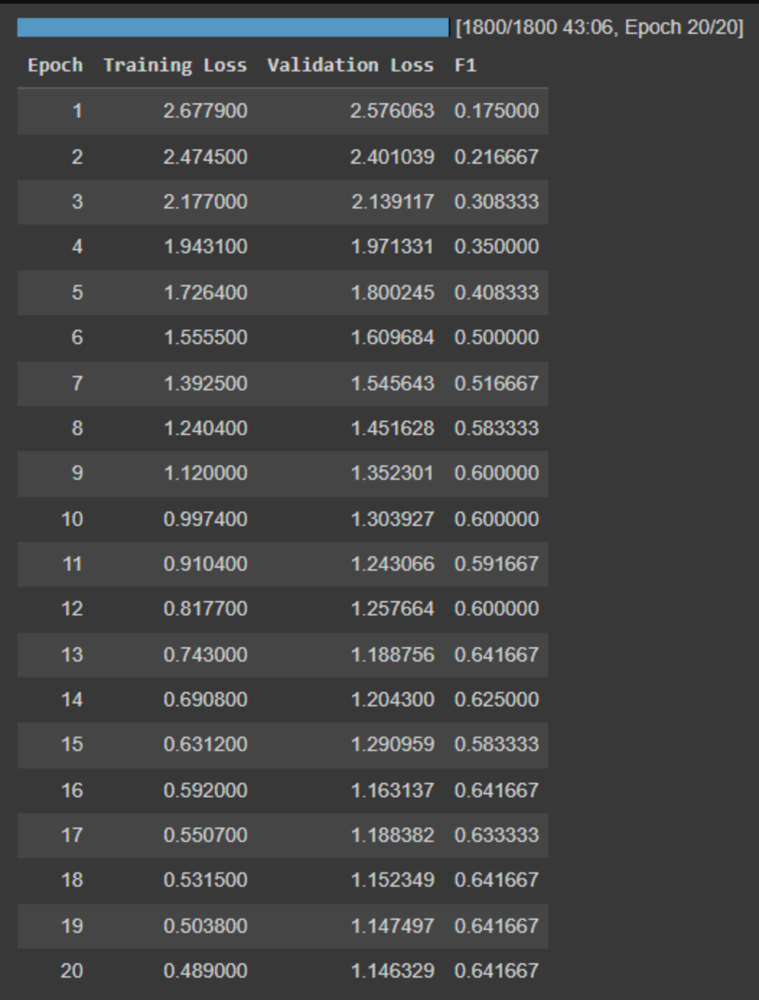 [1800/1800 43:06, Epoch 20/20]
Epoch Training Loss Validation Loss F1
1 2.677900 2.576063 0.175000
2 2.474500 2.401039 0.216667
3 2.177000 2.139117 0.308333
4 1.943100 1.971331 0.350000
5 1.726400 1.800245 0.408333
6 1.555500 1.609684 0.500000
7 1.392500 1.545643 0.516667
8 1.240400 1.451628 0.583333
9 1.120000 1.352301 0.600000
10 0.997400 1.303927 0.600000
11 0.910400 1.243066 0.591667
12 0.817700 1.257664 0.600000
13 0.743000 1.188756 0.641667
14 0.690800 1.204300 0.625000
15 0.631200 1.290959 0.583333
16 0.592000 1.163137 0.641667
17 0.550700 1.188382 0.633333
18 0.531500 1.152349 0.641667
19 0.503800 1.147497 0.641667
20 0.489000 1.146329 0.641667